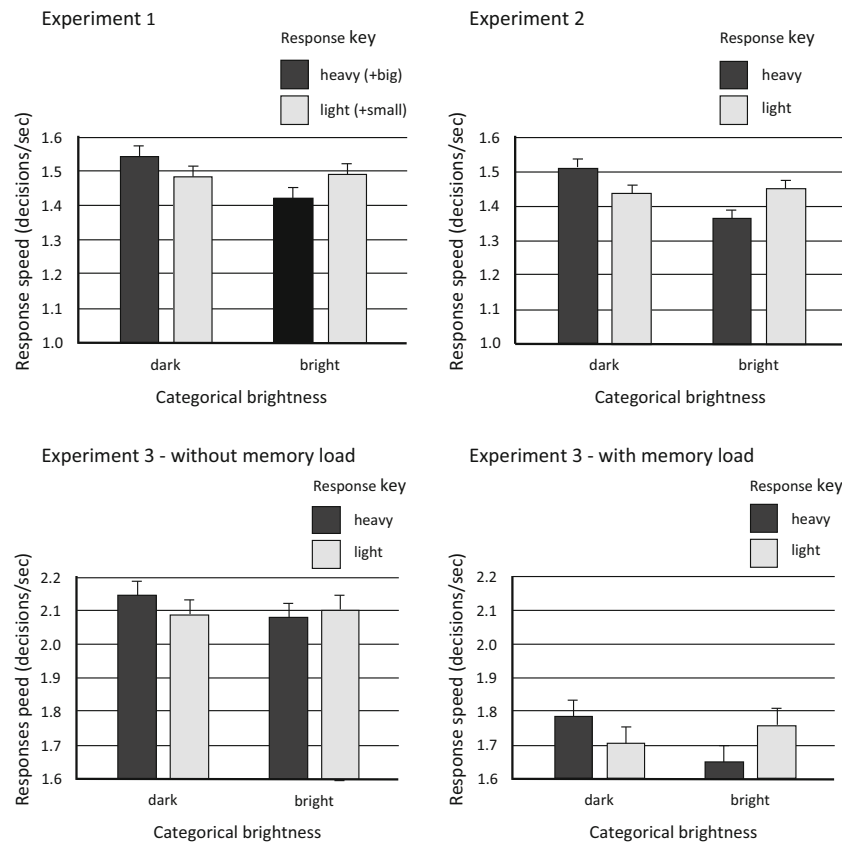 Experiment 1
Response key
heavy (+big)
light (+small)
Response speed (decisions/sec)
1.6
1.5
1.4
1.3
1.2
1.1
1.0
dark
bright
Categorical brightness
Experiment 2
Response key
heavy
light
Response speed (decisions/sec)
1.6
1.5
1.4
1.3
1.2
1.1
1.0
dark
bright
Categorical brightness
Experiment 3 - without memory load
Response key
heavy
light
Responses peed (decisions/sec)
2.2
2.1
2.0
1.9
1.8
1.7
1.6
dark
bright
Categorical brightness
Experiment 3 - with memory load
Response key
heavy
light
Response speed (decisions/sec)
2.2
2.1
2.0
1.9
1.8
1.7
1.6
dark
bright
Categorical brightness